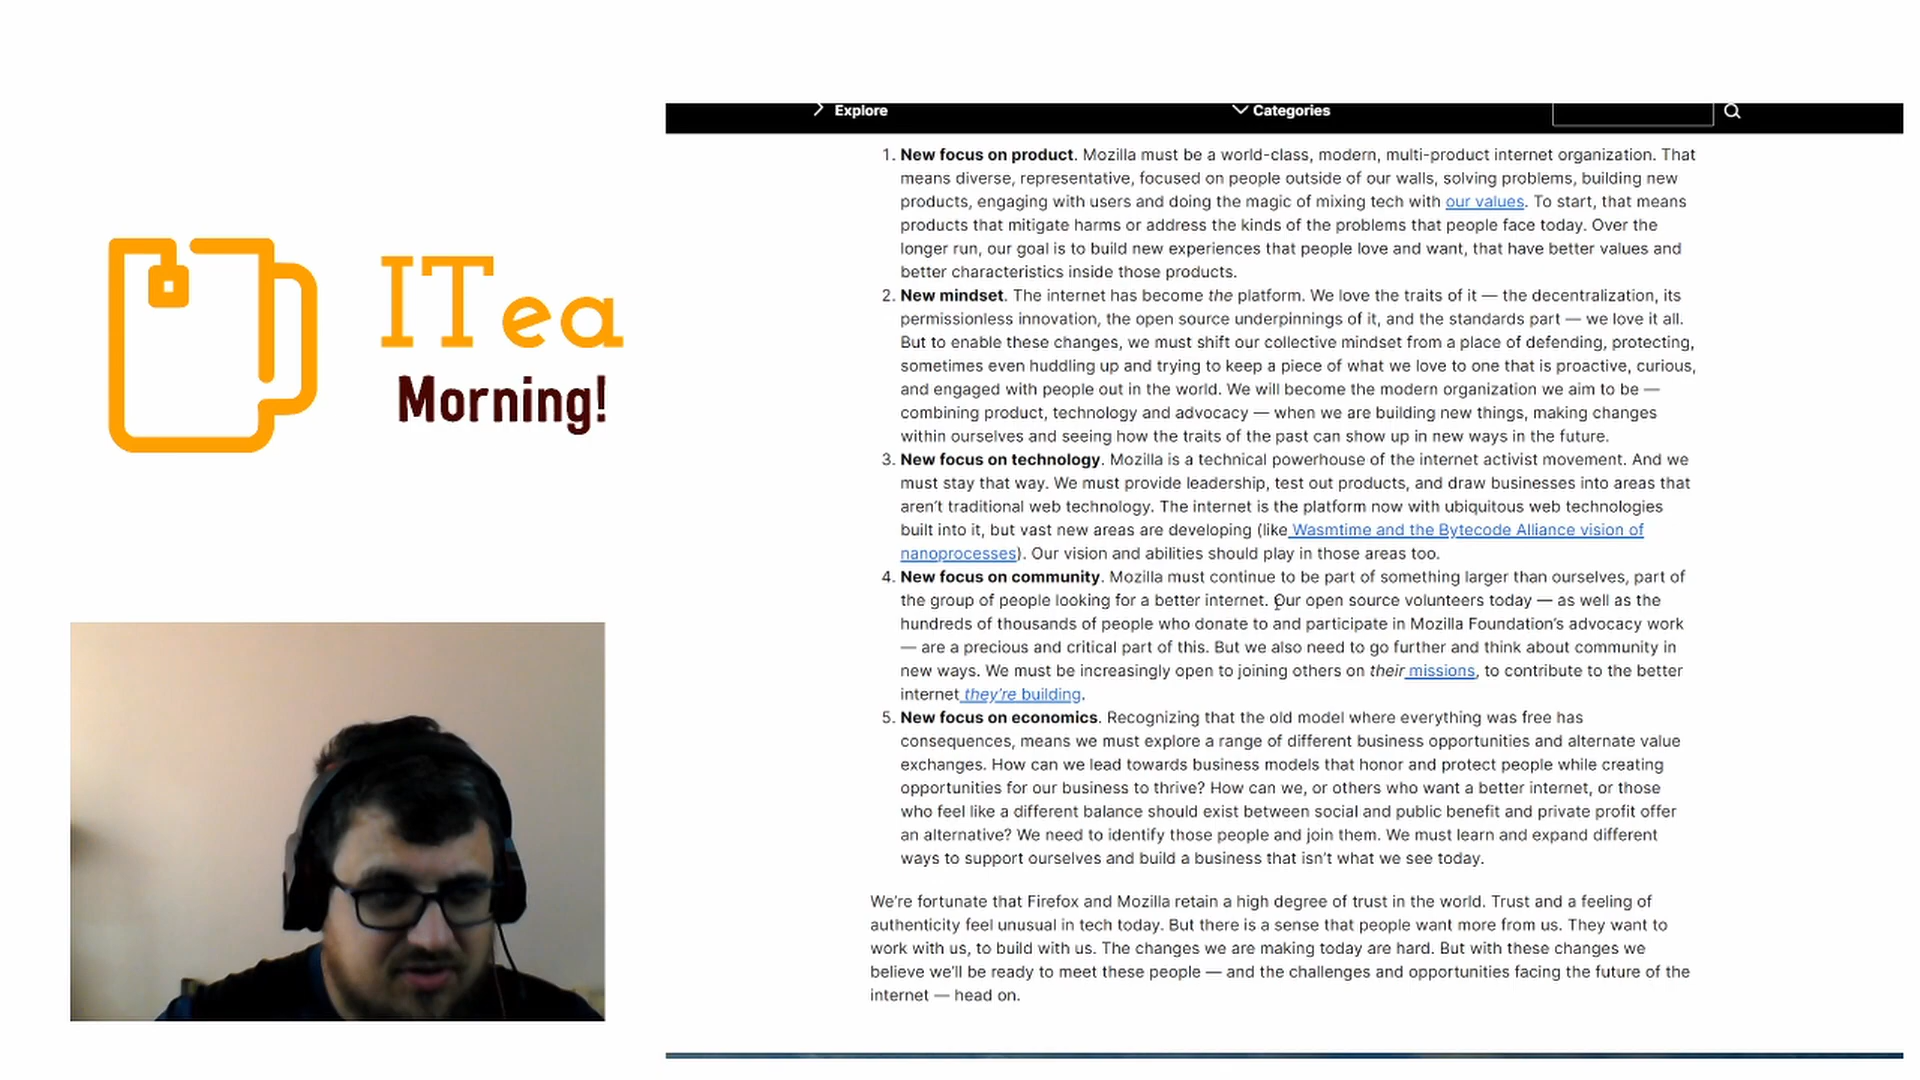 Explore
Categories
ITea
Morning!
1. New focus on product. Mozilla must be a world-class, modern, multi-product internet organization. That
means diverse, representative, focused on people outside of our walls, solving problems, building new
products, engaging with users and doing the magic of mixing tech with our values. To start, that means
products that mitigate harms or address the kinds of the problems that people face today. Over the
longer run, our goal is to build new experiences that people love and want, that have better values and
better characteristics inside those products.
2. New mindset. The internet has become the platform. We love the traits of it — the decentralization, its
permissionless innovation, the open source underpinnings of it, and the standards part — we love it all.
But to enable these changes, we must shift our collective mindset from a place of defending, protecting,
sometimes even huddling up and trying to keep a piece of what we love to one that is proactive, curious,
and engaged with people out in the world. We will become the modern organization we aim to be —
combining product, technology and advocacy — when we are building new things, making changes
within ourselves and seeing how the traits of the past can show up in new ways in the future.
3. New focus on technology. Mozilla is a technical powerhouse of the internet activist movement. And we
must stay that way. We must provide leadership, test out products, and draw businesses into areas that
aren’t traditional web technology. The internet is the platform now with ubiquitous web technologies
built into it, but vast new areas are developing (like Wasmtime and the Bytecode Alliance vision of
nanoprocesses). Our vision and abilities should play in those areas too.
4. New focus on community. Mozilla must continue to be part of something larger than ourselves, part of
the group of people looking for a better internet. Our open source volunteers today — as well as the
hundreds of thousands of people who donate to and participate in Mozilla Foundation’s advocacy work
— are a precious and critical part of this. But we also need to go further and think about community in
new ways. We must be increasingly open to joining others on their missions, to contribute to the better
internet they’re building.
5. New focus on economics. Recognizing that the old model where everything was free has
consequences, means we must explore a range of different business opportunities and alternate value
exchanges. How can we lead towards business models that honor and protect people while creating
opportunities for our business to thrive? How can we, or others who want a better internet, or those
who feel like a different balance should exist between social and public benefit and private profit offer
an alternative? We need to identify those people and join them. We must learn and expand different
ways to support ourselves and build a business that isn’t what we see today.
We’re fortunate that Firefox and Mozilla retain a high degree of trust in the world. Trust and a feeling of
authenticity feel unusual in tech today. But there is a sense that people want more from us. They want to
work with us, to build with us. The changes we are making today are hard. But with these changes we
believe we’ll be ready to meet these people — and the challenges and opportunities facing the future of the
internet — head on.